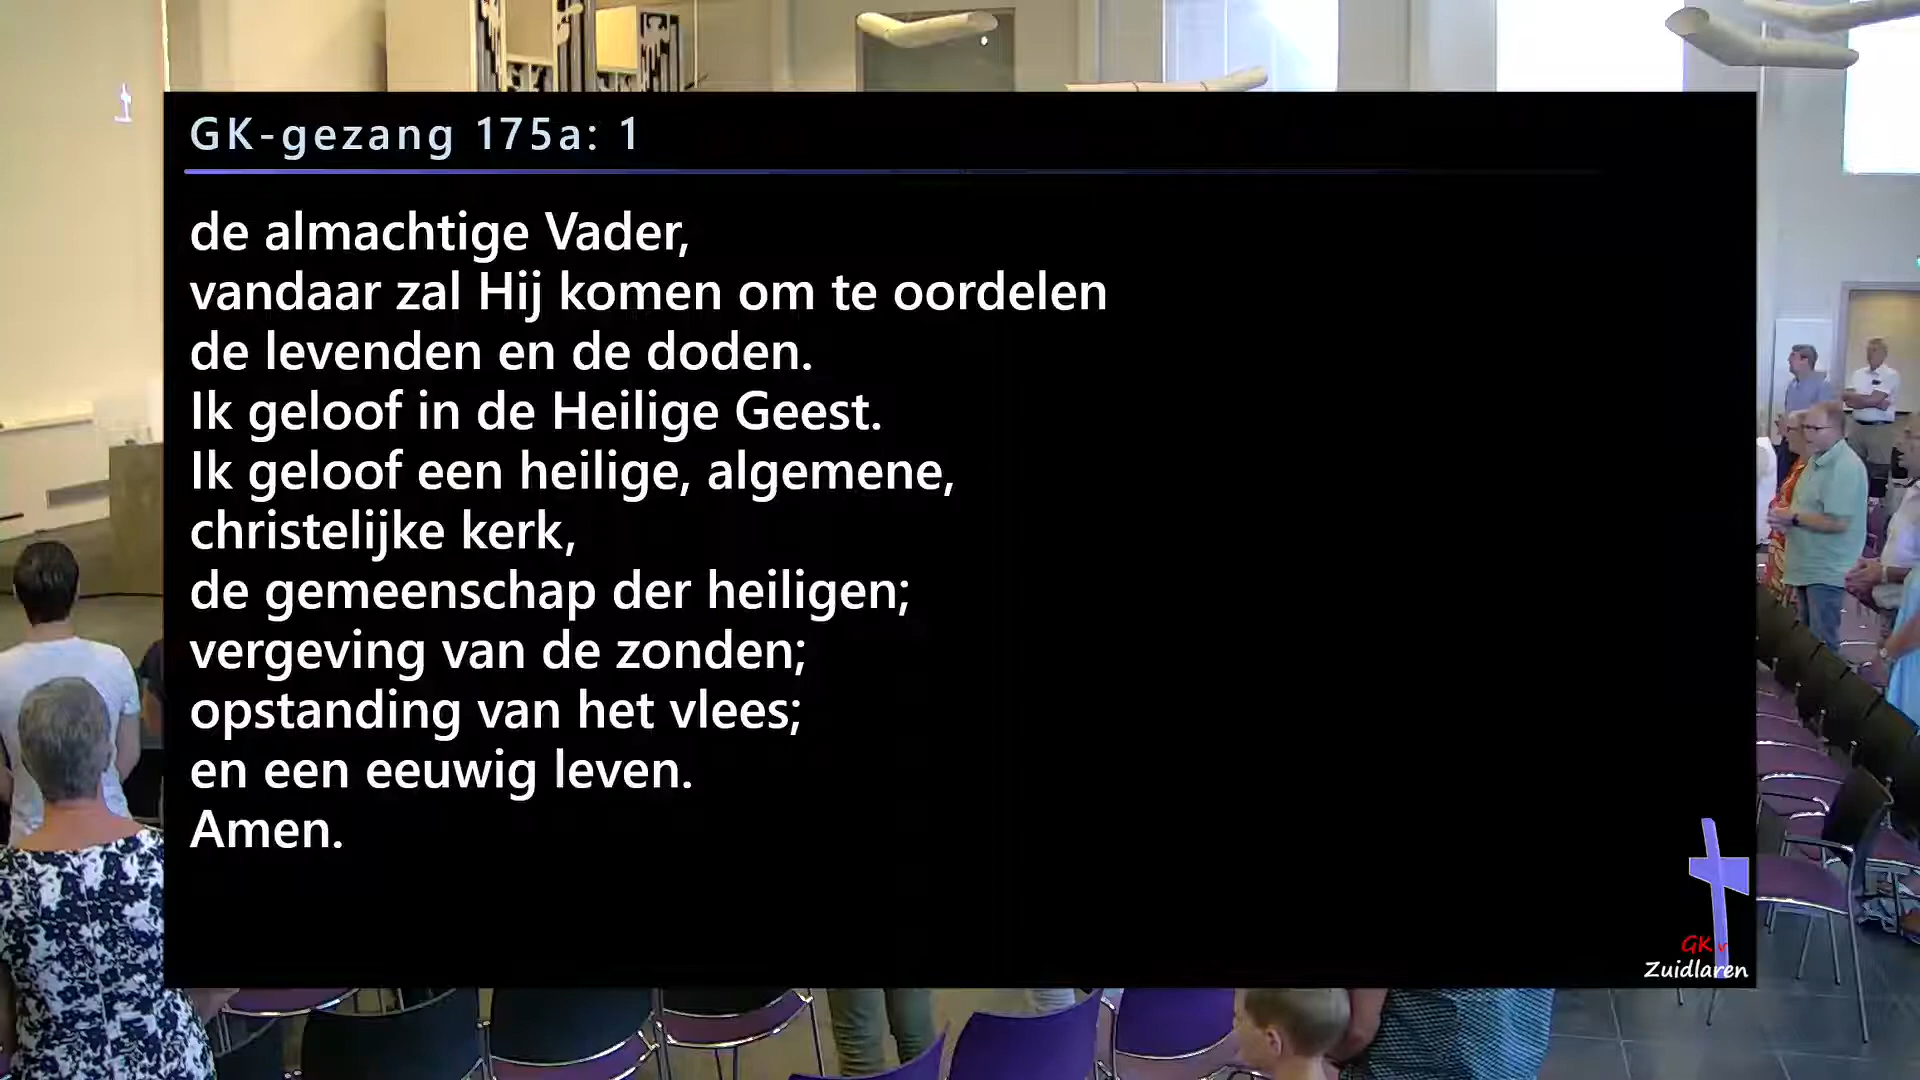 GK-gezang 175a: 1
de almachtige Vader,
vandaar zal Hij komen om te oordelen
de levenden en de doden.
Ik geloof in de Heilige Geest.
Ik geloof een heilige, algemene,
christelijke kerk,
de gemeenschap der heiligen;
vergeving van de zonden;
opstanding van het vlees;
en een eeuwig leven.
Amen.
GKv
Zuidlaren